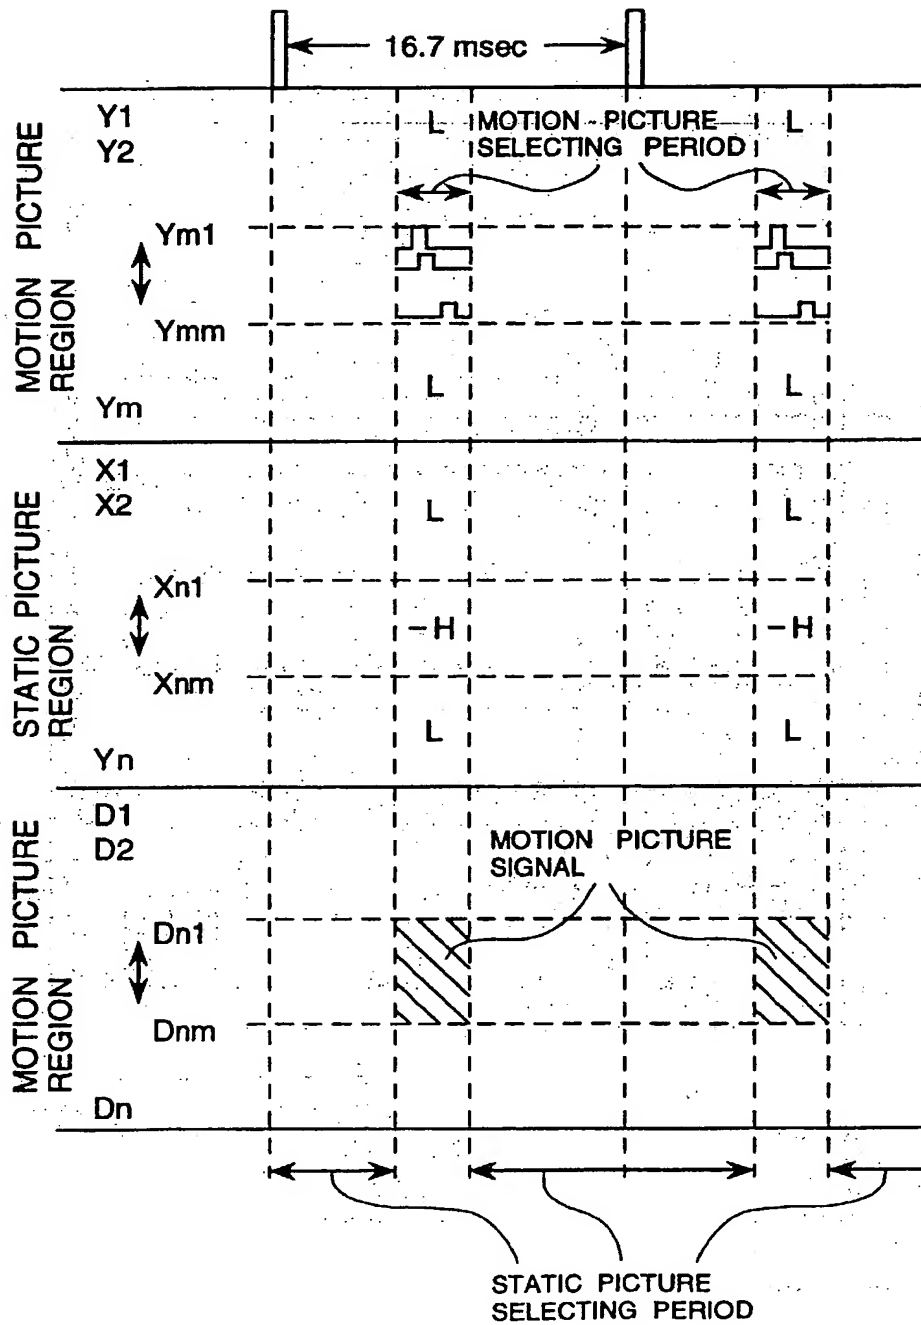 16.7 msec
MOTION PICTURE
REGION
Y1
Y2
L
MOTION PICTURE
SELECTING PERIOD
L
Ym1
Ymm
L
L
Ym
STATIC PICTURE
REGION
X1
X2
L
L
Xn1
–H
–H
Xnm
L
L
Yn
MOTION PICTURE
REGION
D1
D2
MOTION PICTURE
SIGNAL
Dn1
Dnm
Dn
STATIC PICTURE
SELECTING PERIOD